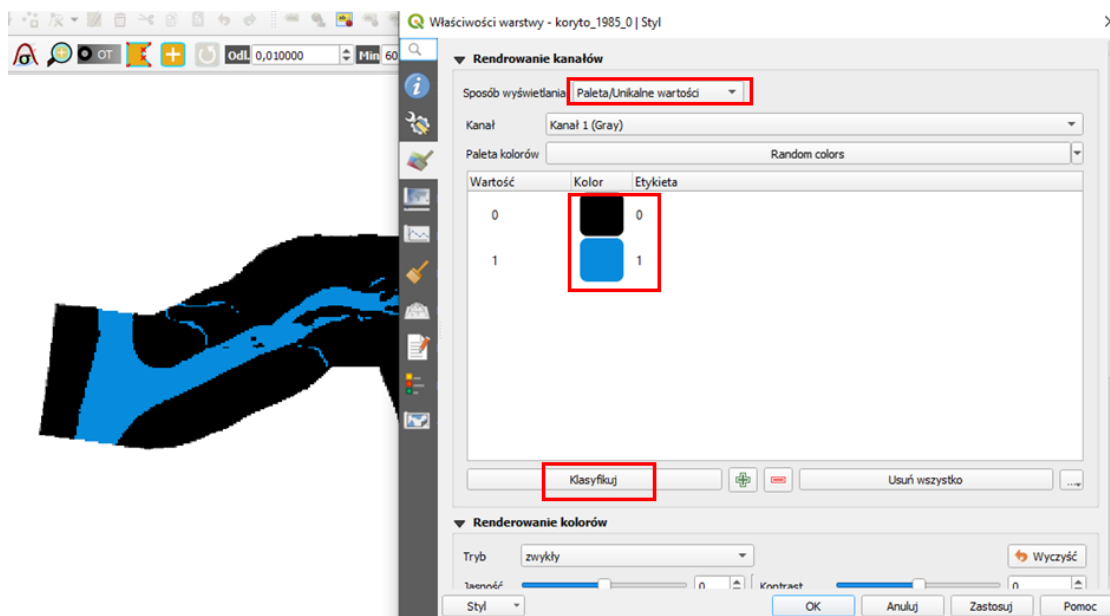 Właściwości warstwy - koryto_1985_0 | Styl
OT
Odl. 0,010000 Min 60
Rendrowanie kanałów
Sposób wyświetlania Paleta/Unikalne wartości
Kanał Kanał 1 (Gray)
Paleta kolorów Random colors
Wartość Kolor Etykieta
0 0
1 1
Klasyfikuj Usuń wszystko ...
Renderowanie kolorów
Tryb zwykły Wyczyść
Jasność 0 Kontrast 0
Styl OK Anuluj Zastosuj Pomoc